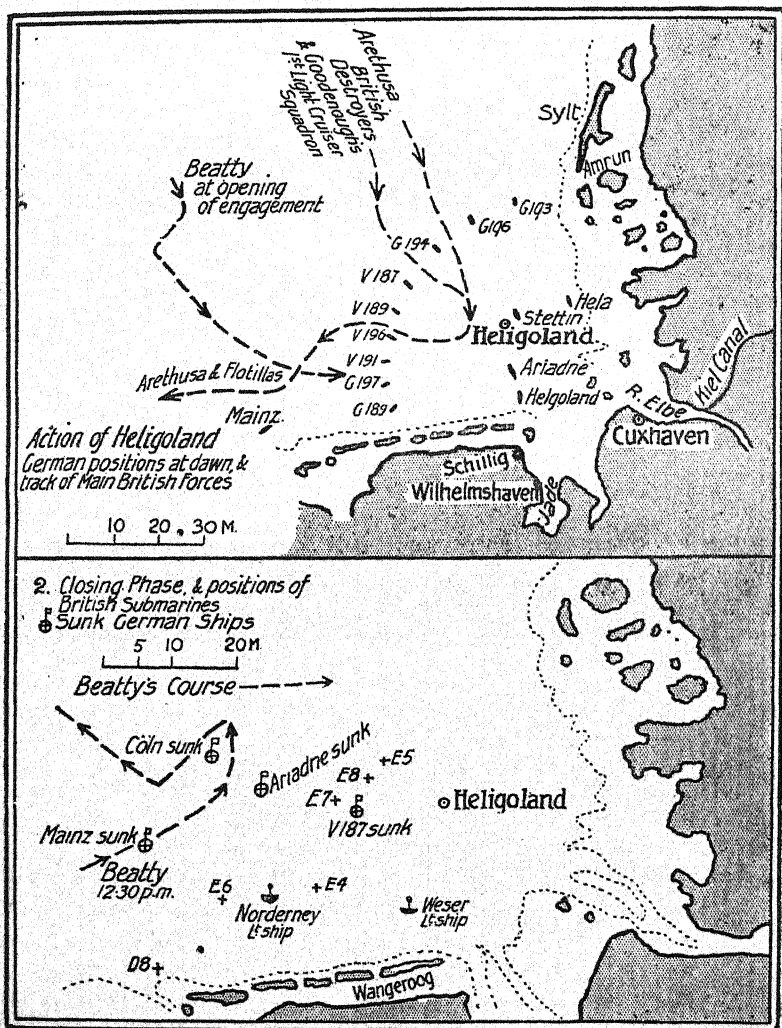 Arethusa
British
Destroyers
& Goodenoughs
1st Light Cruiser
Squadron
Beatty
at opening
of engagement
Sylt
Amrun
G193
G196
G194
V187
V189
V196
V191
G197
G189
Hela
Stettin
Heligoland
Ariadne
Helgoland
Arethusa & Flotillas
Mainz
R. Elbe
Kiel Canal
Cuxhaven
Schillig
Wilhelmshaven
Jade
Action of Heligoland
German positions at dawn, &
track of Main British Forces
10 20 30 M.
2. Closing Phase, & positions of
British Submarines
Sunk German Ships
5 10 20 M.
Beatty's Course
Cöln sunk
Ariadne sunk
E5
E8
E7
V187 sunk
Heligoland
Mainz sunk
Beatty
12·30 p.m.
E6
E4
Norderney
Lt ship
Weser
Lt ship
D8
Wangeroog